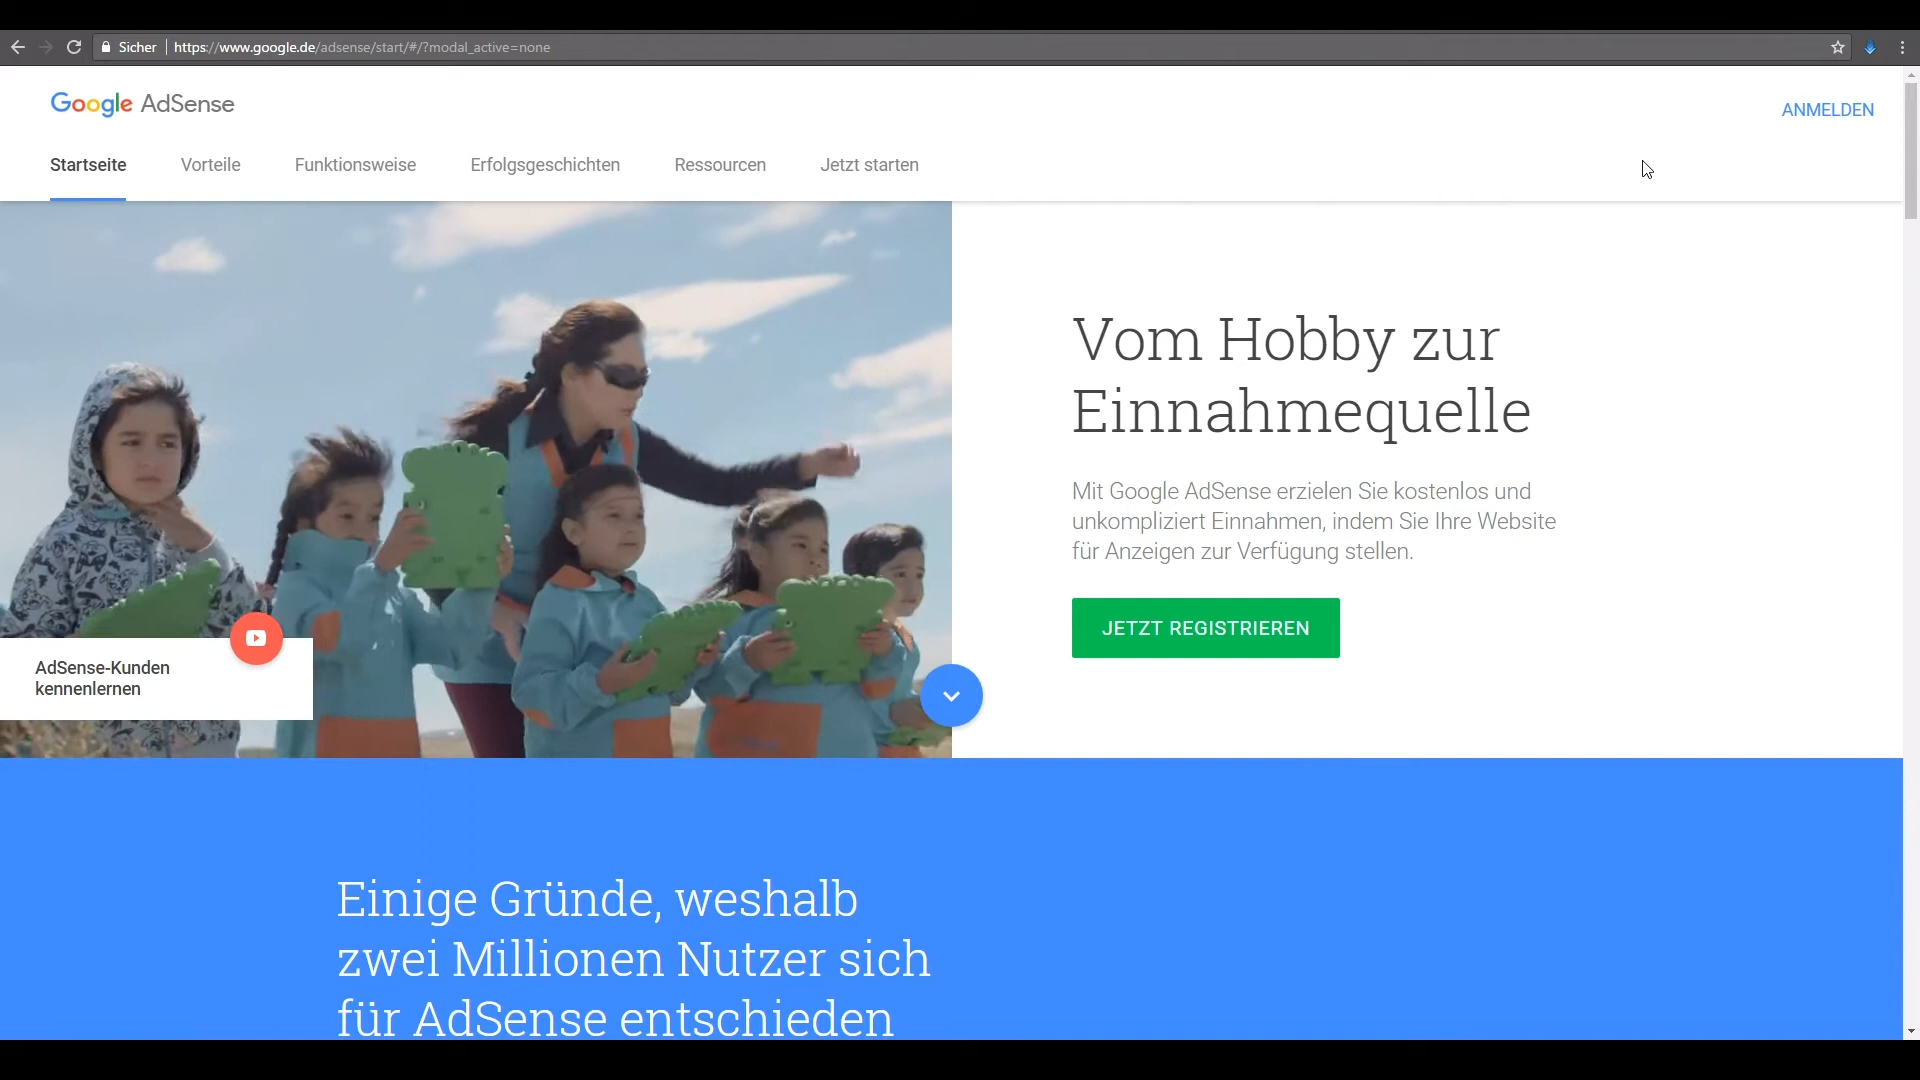 Sicher
https://www.google.de/adsense/start/#/?modal_active=none
Google AdSense
ANMELDEN
Startseite
Vorteile
Funktionsweise
Erfolgsgeschichten
Ressourcen
Jetzt starten
Vom Hobby zur
Einnahmequelle
Mit Google AdSense erzielen Sie kostenlos und
unkompliziert Einnahmen, indem Sie Ihre Website
für Anzeigen zur Verfügung stellen.
JETZT REGISTRIEREN
AdSense-Kunden
kennenlernen
Einige Gründe, weshalb
zwei Millionen Nutzer sich
für AdSense entschieden